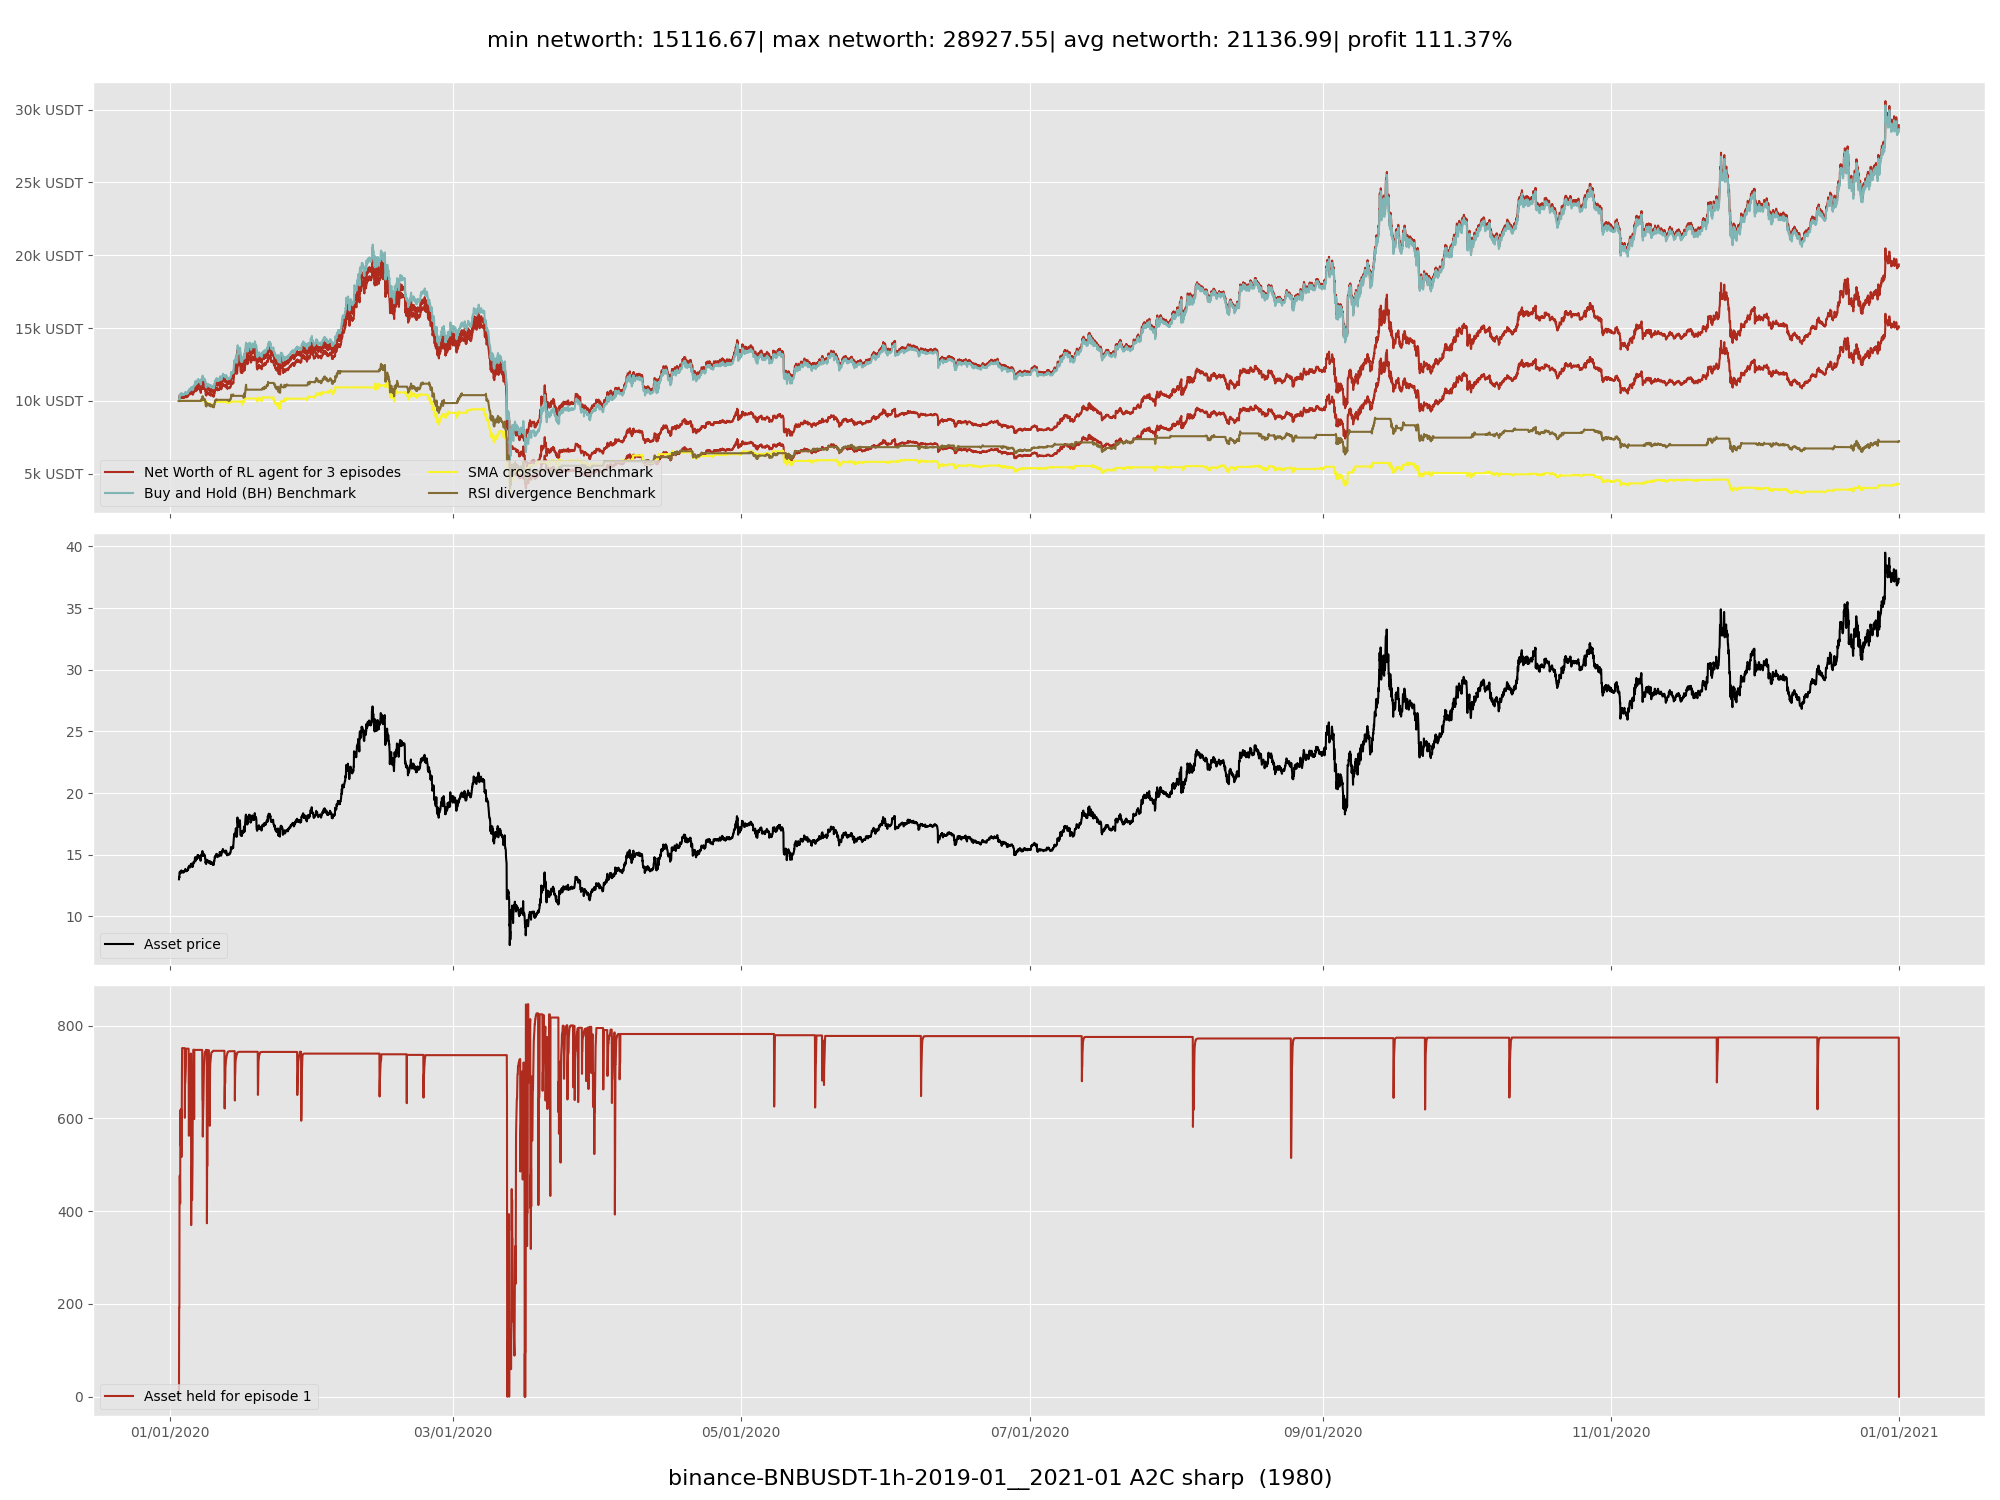 min networth: 15116.67| max networth: 28927.55| avg networth: 21136.99| profit 111.37%
30k USDT
25k USDT
20k USDT
15k USDT
10k USDT
5k USDT
Net Worth of RL agent for 3 episodes
Buy and Hold (BH) Benchmark
SMA crossover Benchmark
RSI divergence Benchmark
40
35
30
25
20
15
10
Asset price
800
600
400
200
0
Asset held for episode 1
01/01/2020 03/01/2020 05/01/2020 07/01/2020 09/01/2020 11/01/2020 01/01/2021
binance-BNBUSDT-1h-2019-01__2021-01 A2C sharp  (1980)